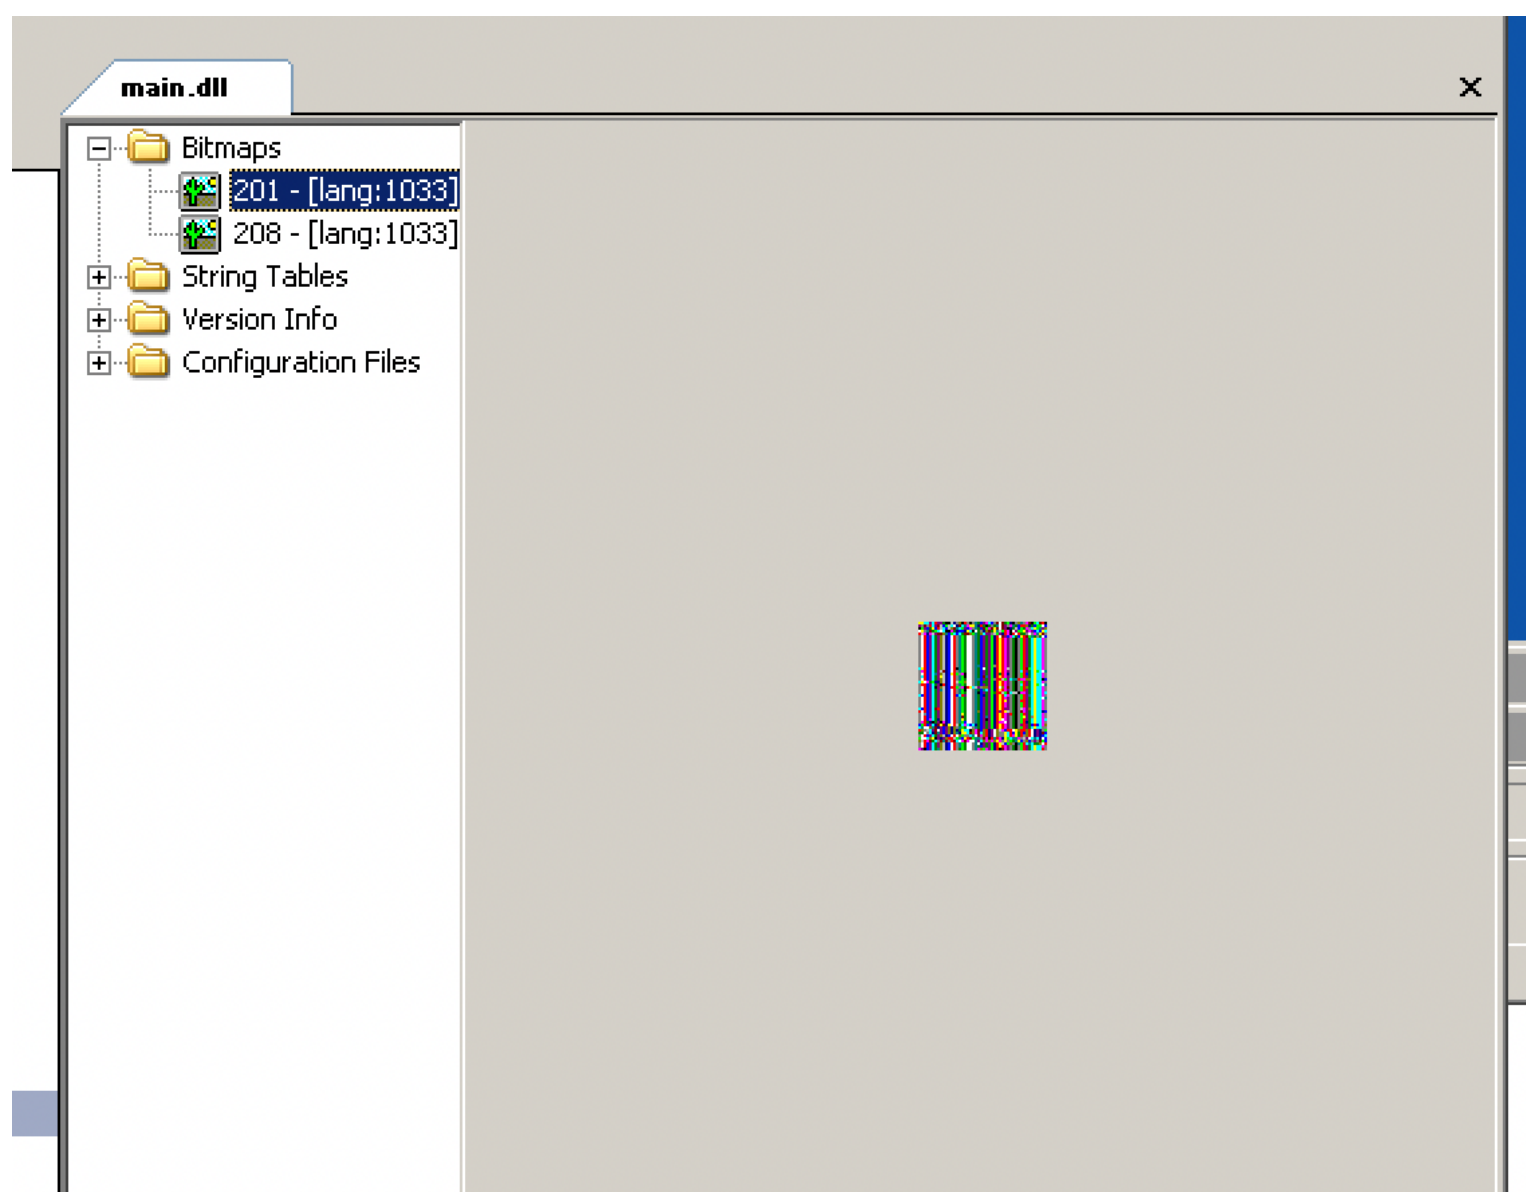 main.dll
Bitmaps
201 - [lang:1033]
208 - [lang:1033]
String Tables
Version Info
Configuration Files